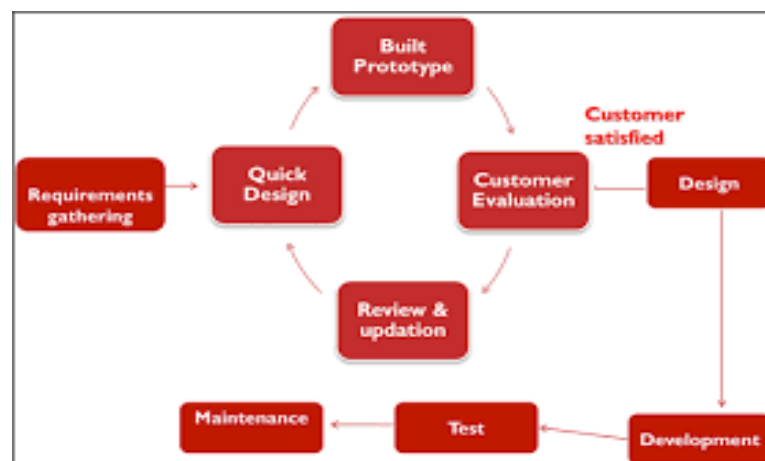 Built
Prototype
Customer
satisfied
Requirements
gathering
Quick
Design
Customer
Evaluation
Design
Review &
updation
Maintenance
Test
Development